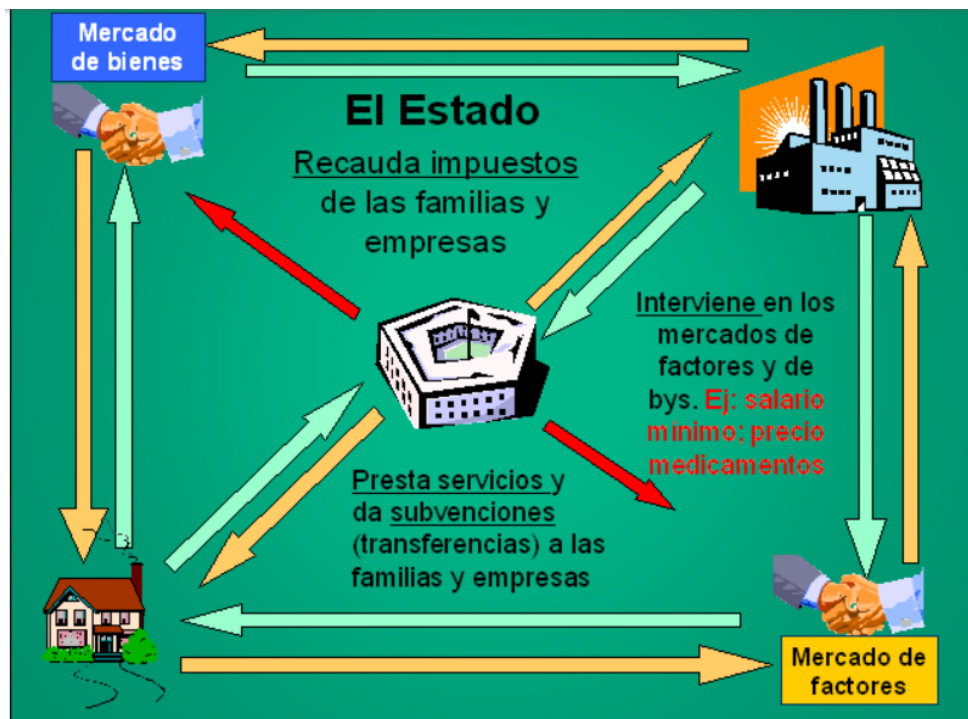 Mercado
de bienes
El Estado
Recauda impuestos
de las familias y
empresas
Interviene en los
mercados de
factores y de
bys. Ej: salario
mínimo; precio
medicamentos
Presta servicios y
da subvenciones
(transferencias) a las
familias y empresas
Mercado de
factores